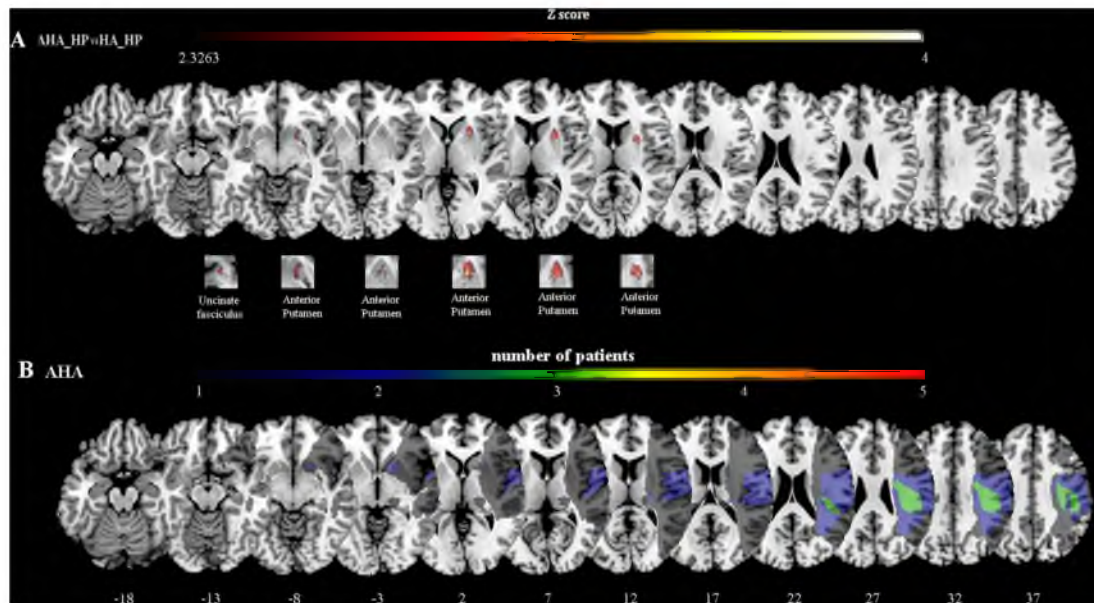 Z score
A AHA_HP vs HA_HP
2.3263 4
Uncinate fasciculus
Anterior Putamen
Anterior Putamen
Anterior Putamen
Anterior Putamen
Anterior Putamen
number of patients
B AHA
1 2 3 4 5
-18 -13 -8 -3 2 7 12 17 22 27 32 37